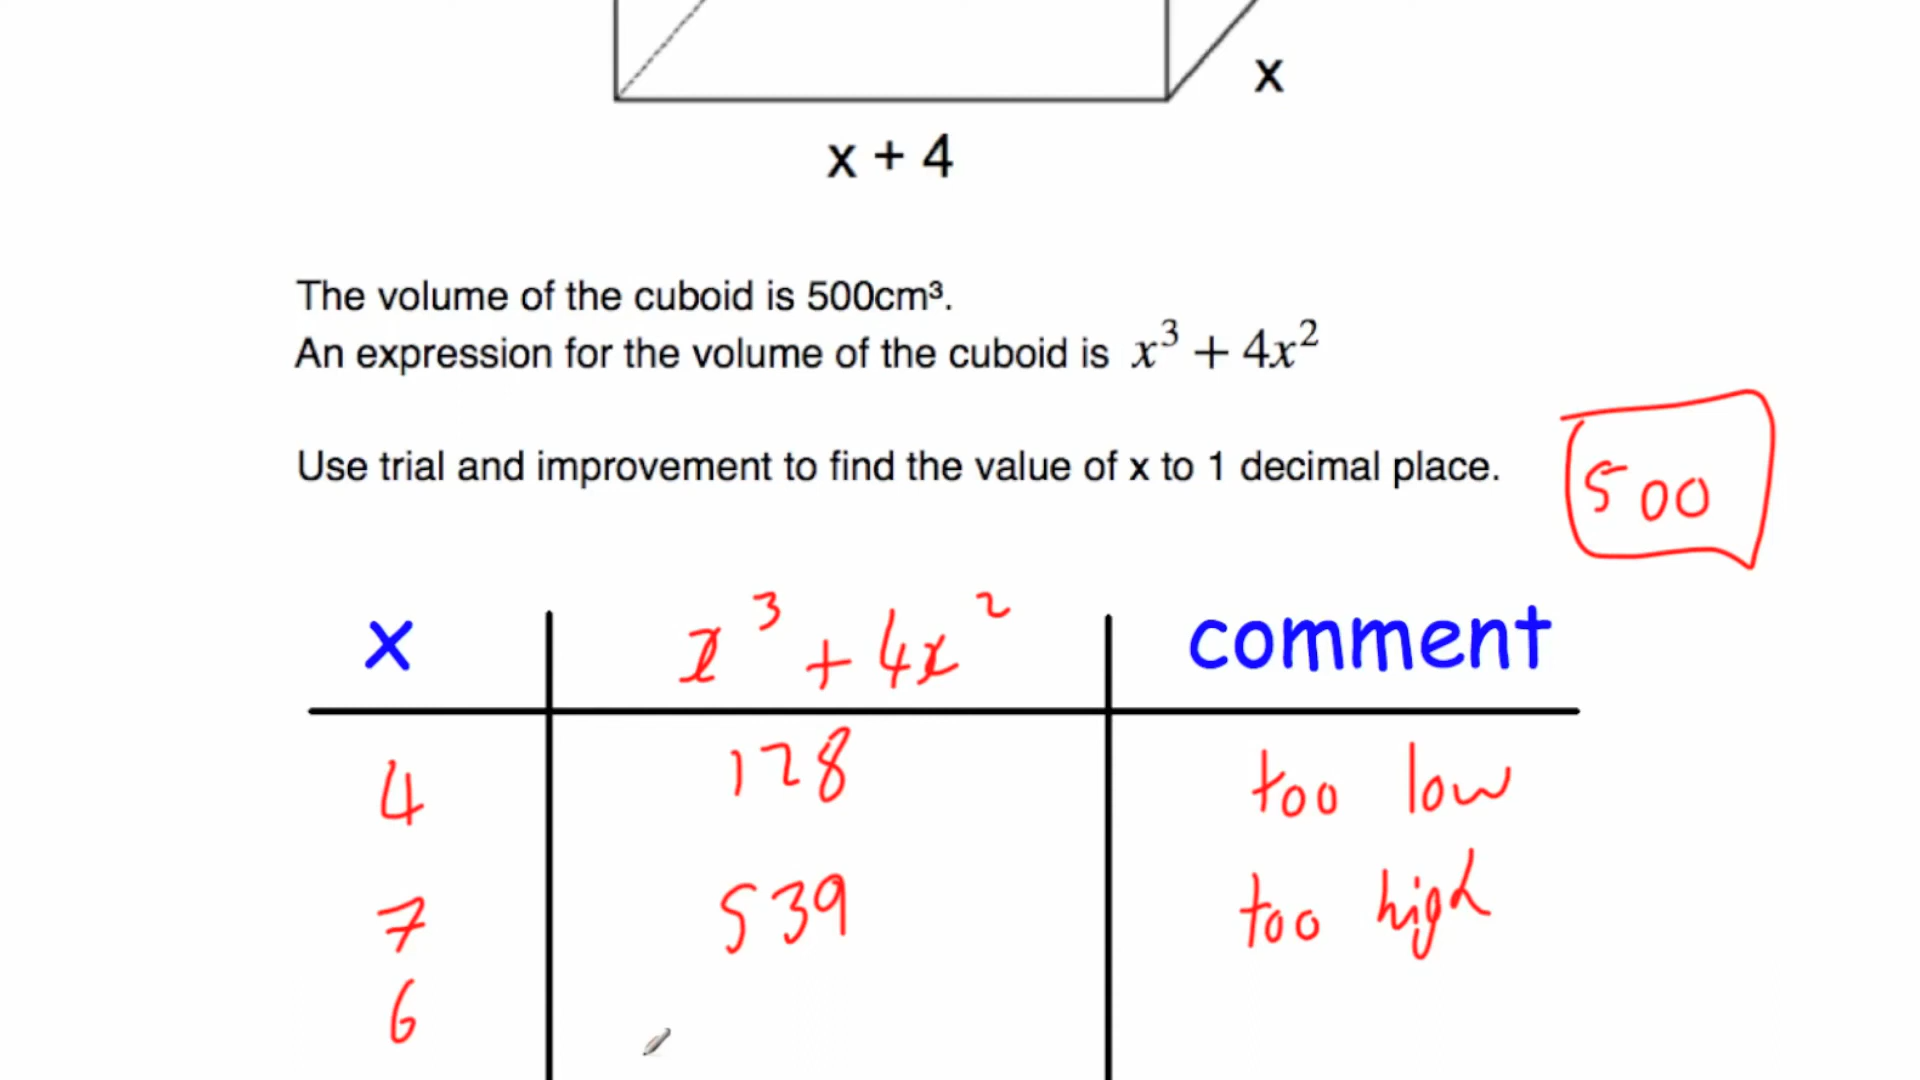 x
x + 4
The volume of the cuboid is 500cm³.
An expression for the volume of the cuboid is x³ + 4x²
Use trial and improvement to find the value of x to 1 decimal place.
500
x x³ + 4x² comment
4 128 too low
7 539 too high
6